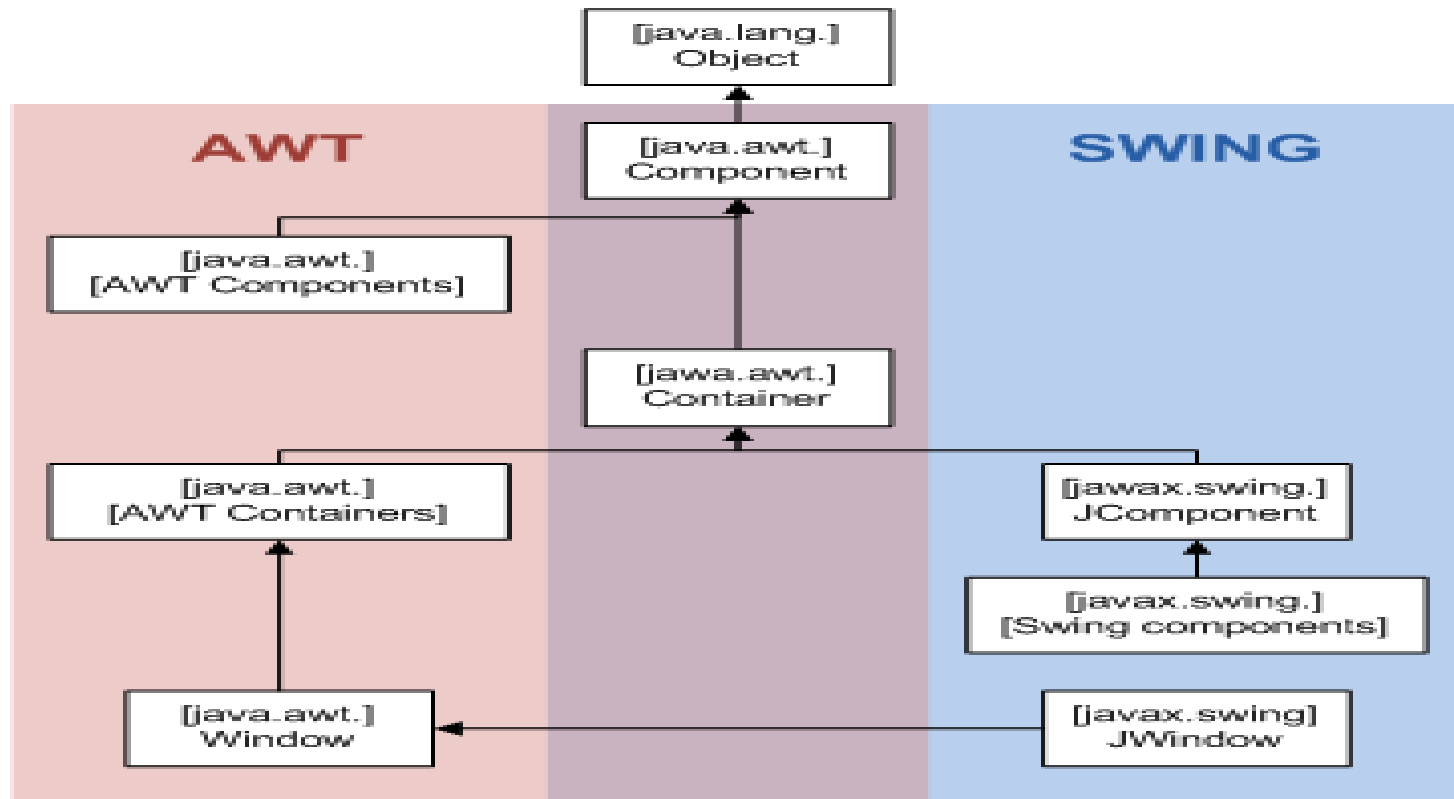 [java.lang.]
Object
AWT
SWING
[java.awt.]
Component
[java.awt.]
[AWT Components]
[jawa.awt.]
Container
[java.awt.]
[AWT Containers]
[jawax.swing.]
JComponent
[javax.swing.]
[Swing components]
[java.awt.]
Window
[javax.swing]
JWindow